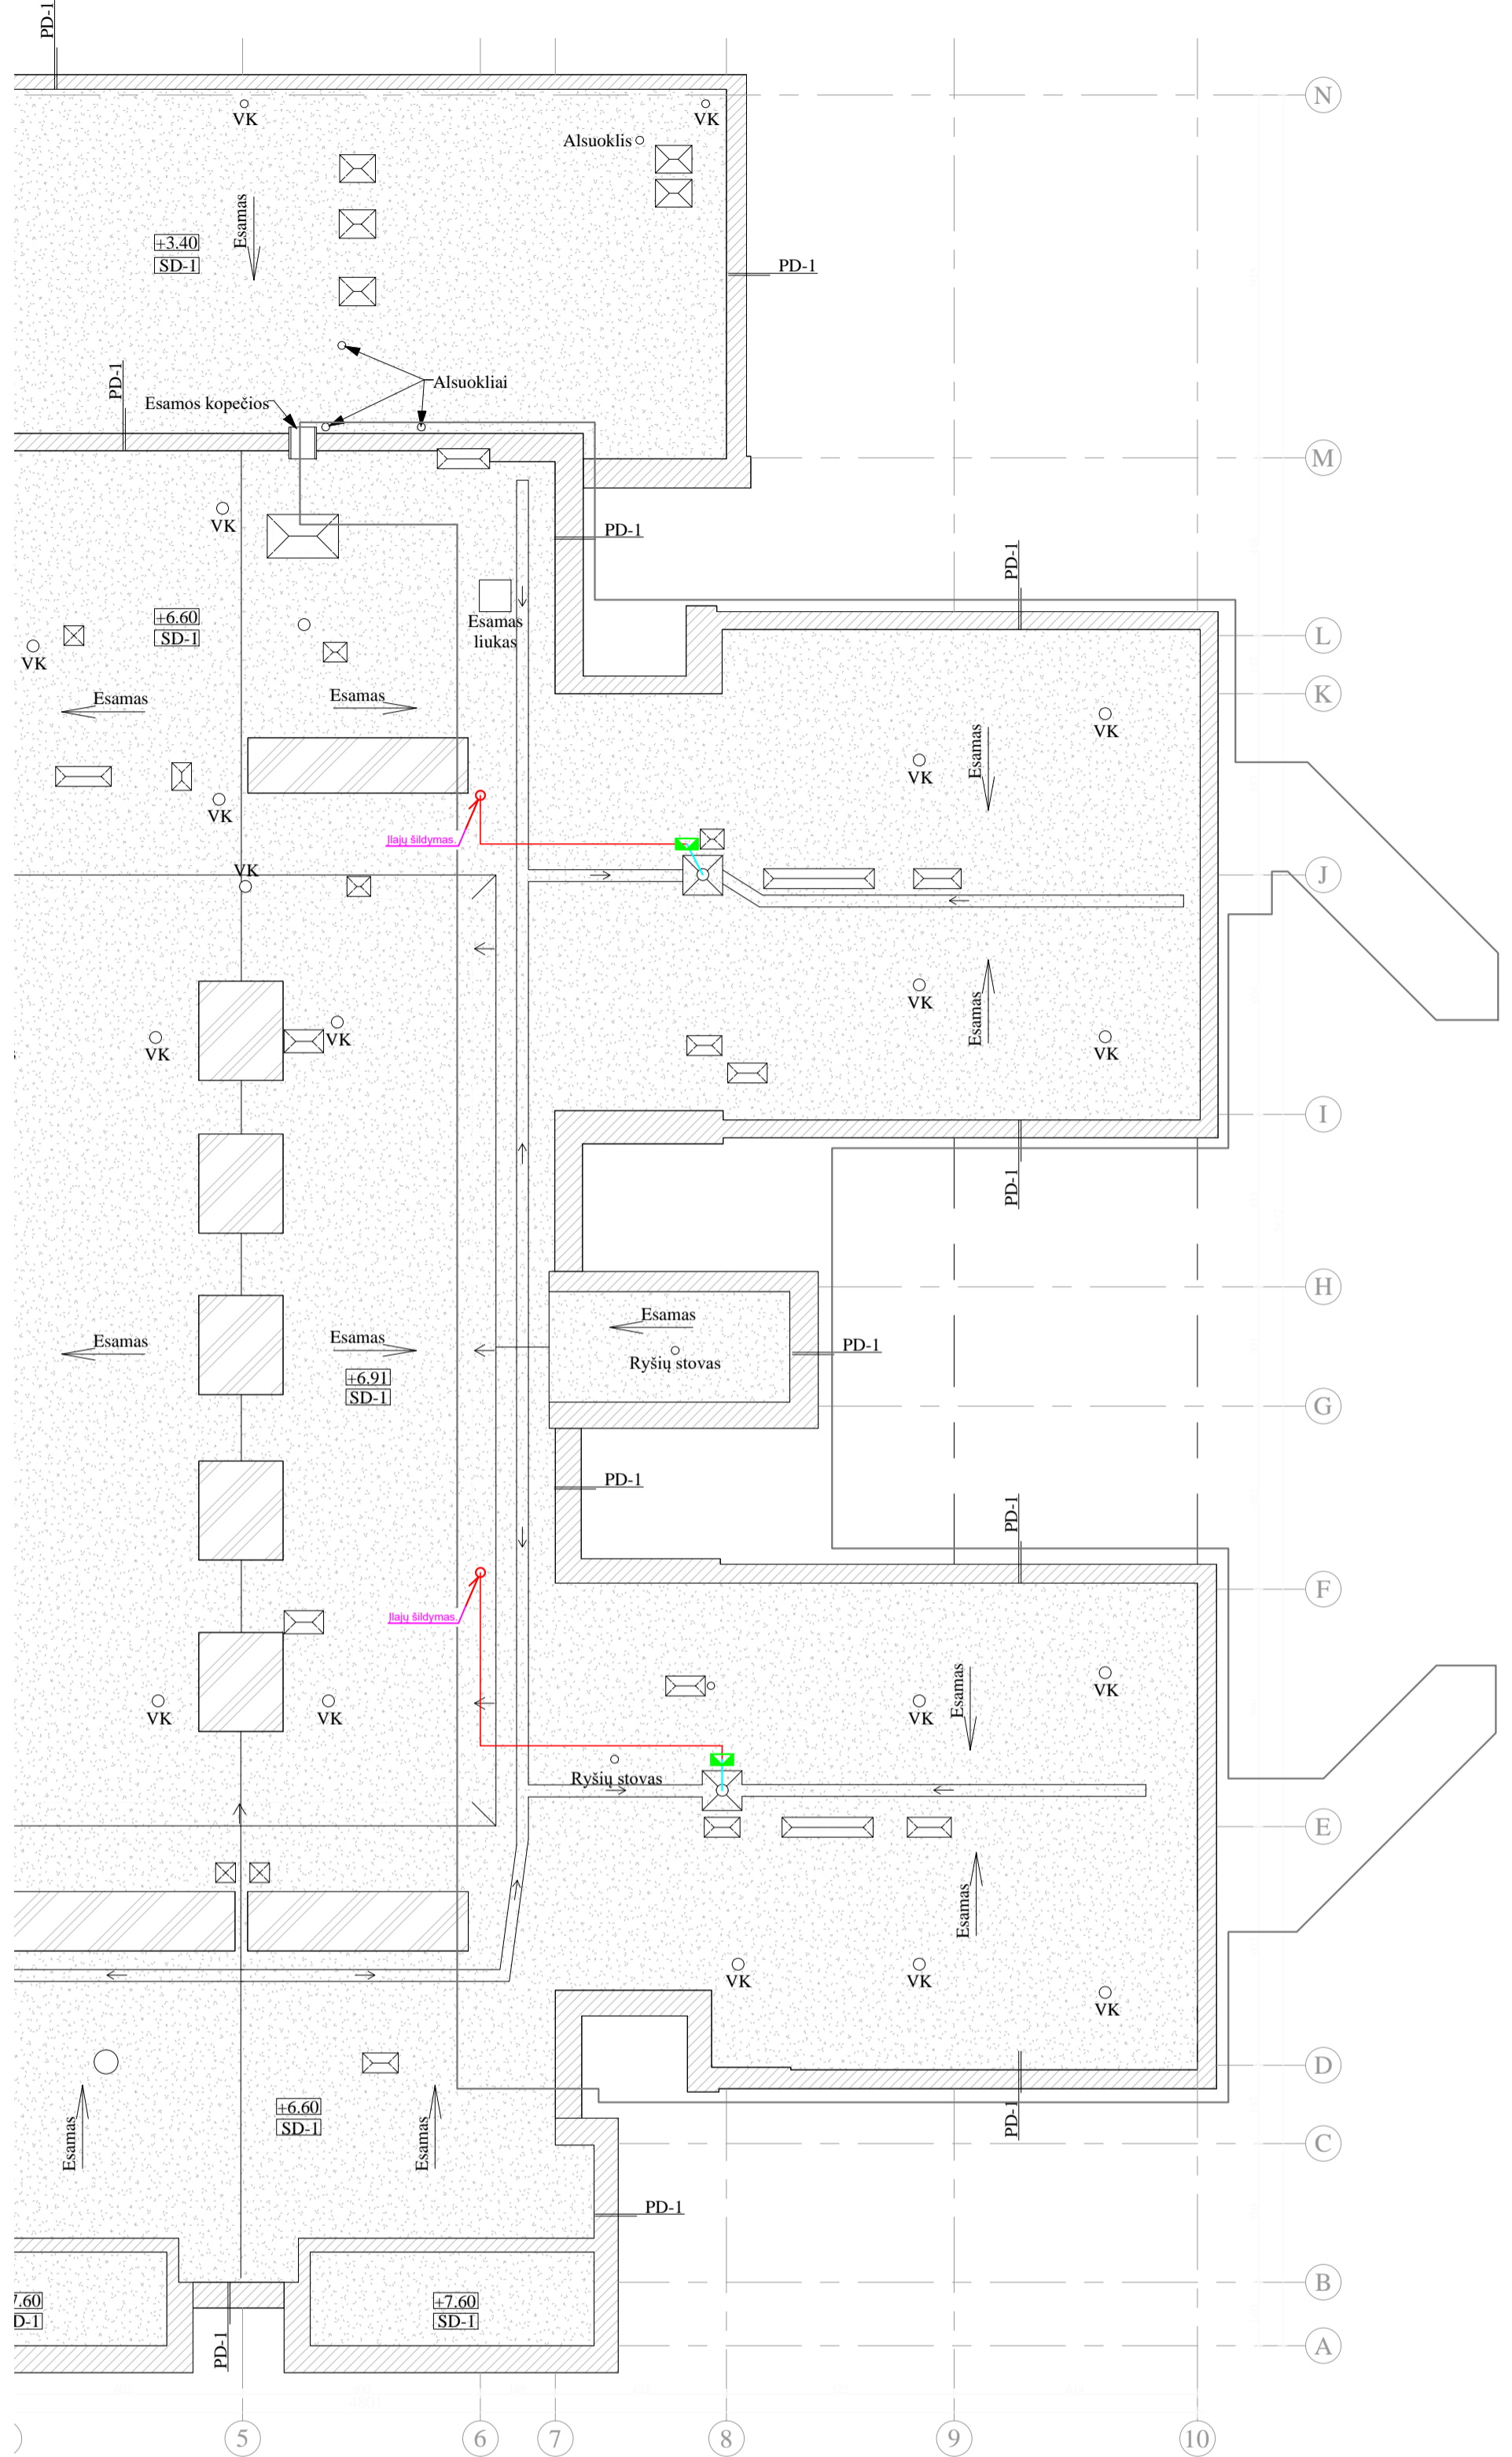 PD-1
N
VK
VK
Alsuoklis
Esamas
+3.40
SD-1
PD-1
PD-1
Alsuokliai
Esamos kopečios
M
VK
PD-1
PD-1
+6.60
SD-1
Esamas
liukas
L
VK
Esamas
Esamas
K
VK
VK
Esamas
VK
Įlajų šildymas.
VK
J
VK
VK
Esamas
VK
VK
I
PD-1
H
Esamas
Esamas
Esamas
PD-1
Ryšių stovas
+6.91
SD-1
G
PD-1
PD-1
F
Įlajų šildymas.
VK
VK
VK
VK
Esamas
Ryšių stovas
E
Esamas
VK
VK
VK
D
+6.60
SD-1
Esamas
Esamas
PD-1
C
PD-1
7.60
D-1
+7.60
SD-1
B
PD-1
A
5
6
7
8
9
10